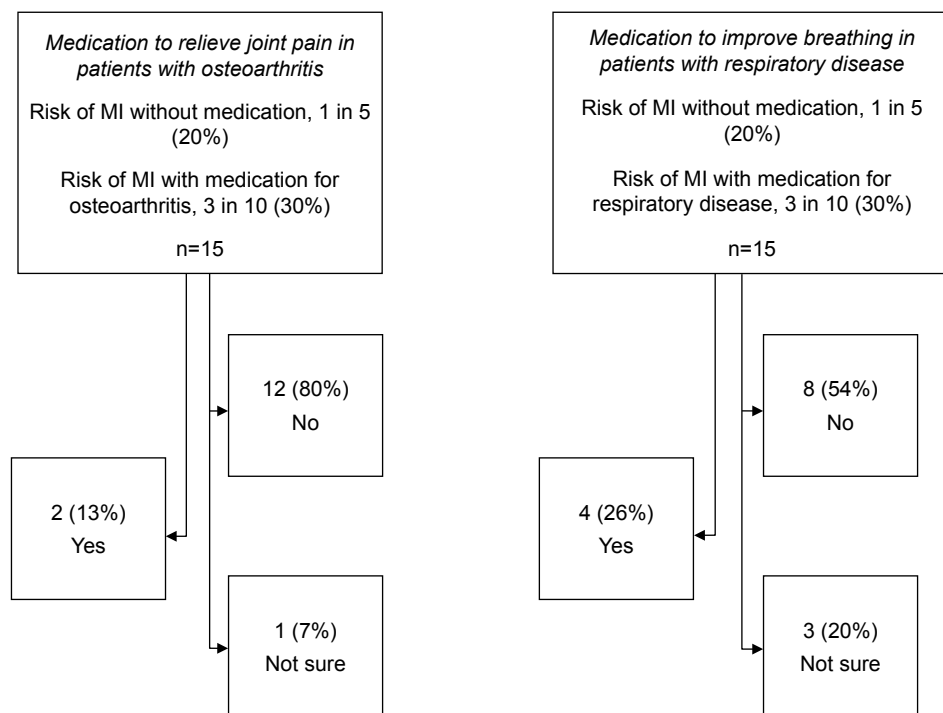 Medication to relieve joint pain in
patients with osteoarthritis
Risk of MI without medication, 1 in 5
(20%)
Risk of MI with medication for
osteoarthritis, 3 in 10 (30%)
n=15
12 (80%)
No
2 (13%)
Yes
1 (7%)
Not sure
Medication to improve breathing in
patients with respiratory disease
Risk of MI without medication, 1 in 5
(20%)
Risk of MI with medication for
respiratory disease, 3 in 10 (30%)
n=15
8 (54%)
No
4 (26%)
Yes
3 (20%)
Not sure